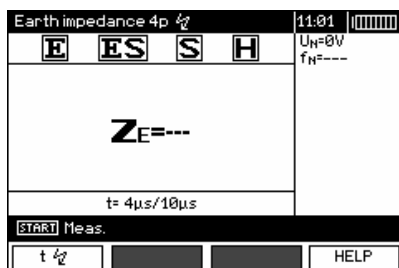 Earth impedance 4p 11:01
E ES S H
UN=0V
fN=---
ZE=---
t= 4µs/10µs
START Meas.
t HELP